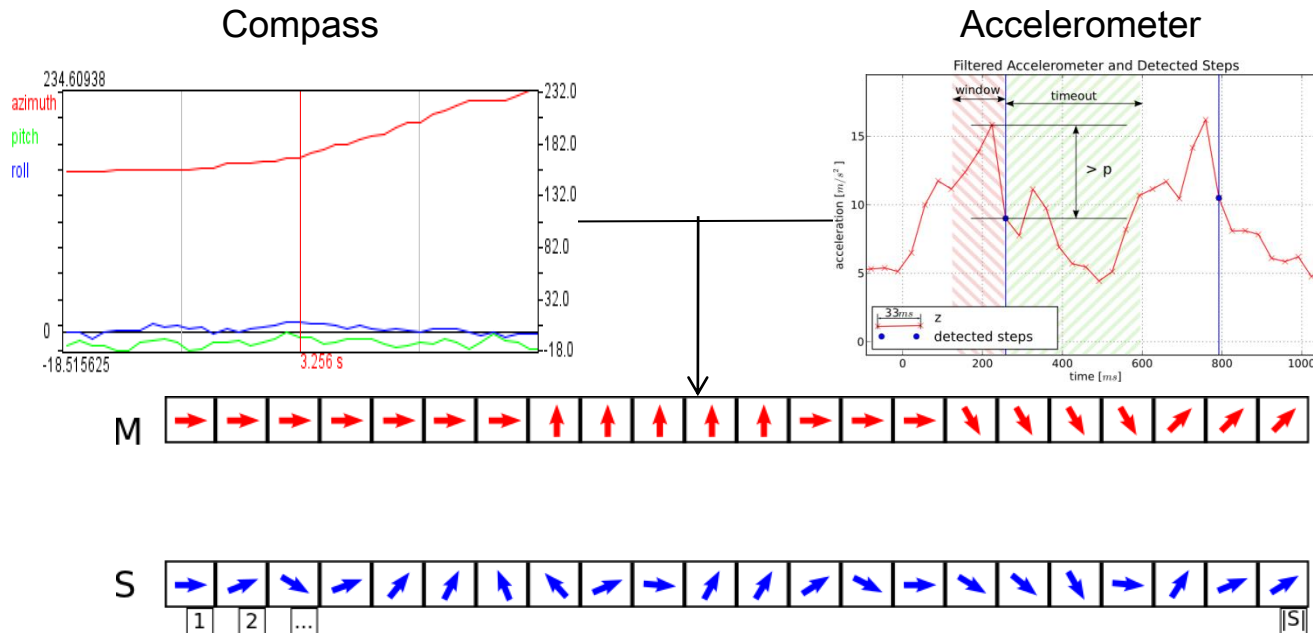 Compass
Accelerometer
234.60938
azimuth
pitch
roll
0
-18.515625
3.256 s
232.0
182.0
132.0
82.0
32.0
-18.0
Filtered Accelerometer and Detected Steps
window
timeout
> p
acceleration [m/s²]
15
10
5
0
33ms
z
detected steps
0
200
400
600
800
1000
time [ms]
M
S
1
2
...
|S|